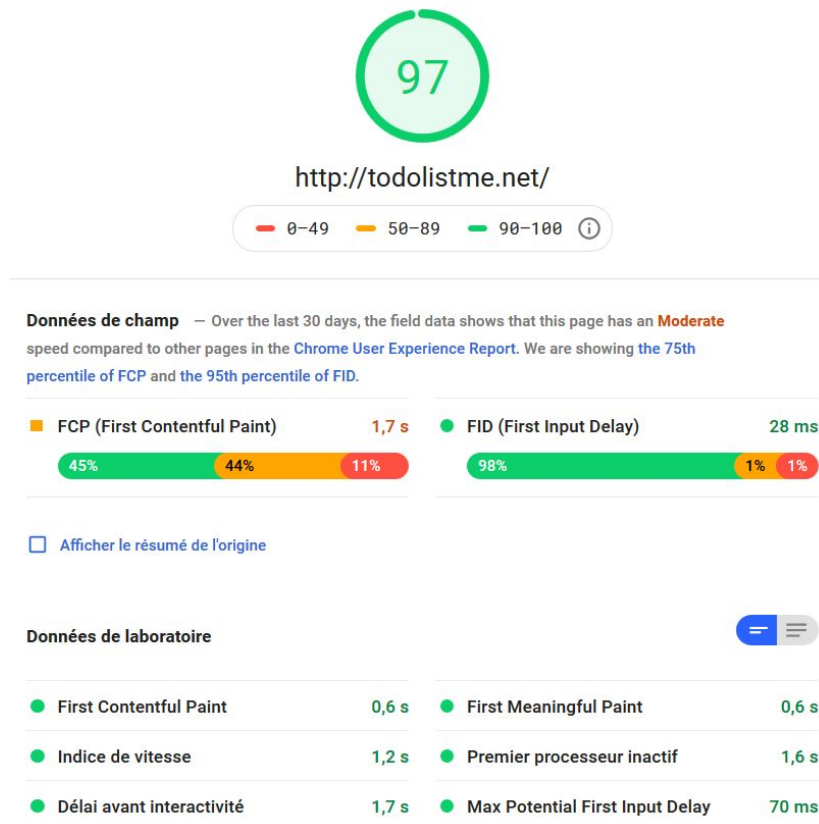 97
http://todolistme.net/
0–49 50–89 90–100
Données de champ — Over the last 30 days, the field data shows that this page has an Moderate
speed compared to other pages in the Chrome User Experience Report. We are showing the 75th
percentile of FCP and the 95th percentile of FID.
FCP (First Contentful Paint) 1,7 s
45% 44% 11%
FID (First Input Delay) 28 ms
98% 1% 1%
Afficher le résumé de l'origine
Données de laboratoire
First Contentful Paint 0,6 s
First Meaningful Paint 0,6 s
Indice de vitesse 1,2 s
Premier processeur inactif 1,6 s
Délai avant interactivité 1,7 s
Max Potential First Input Delay 70 ms